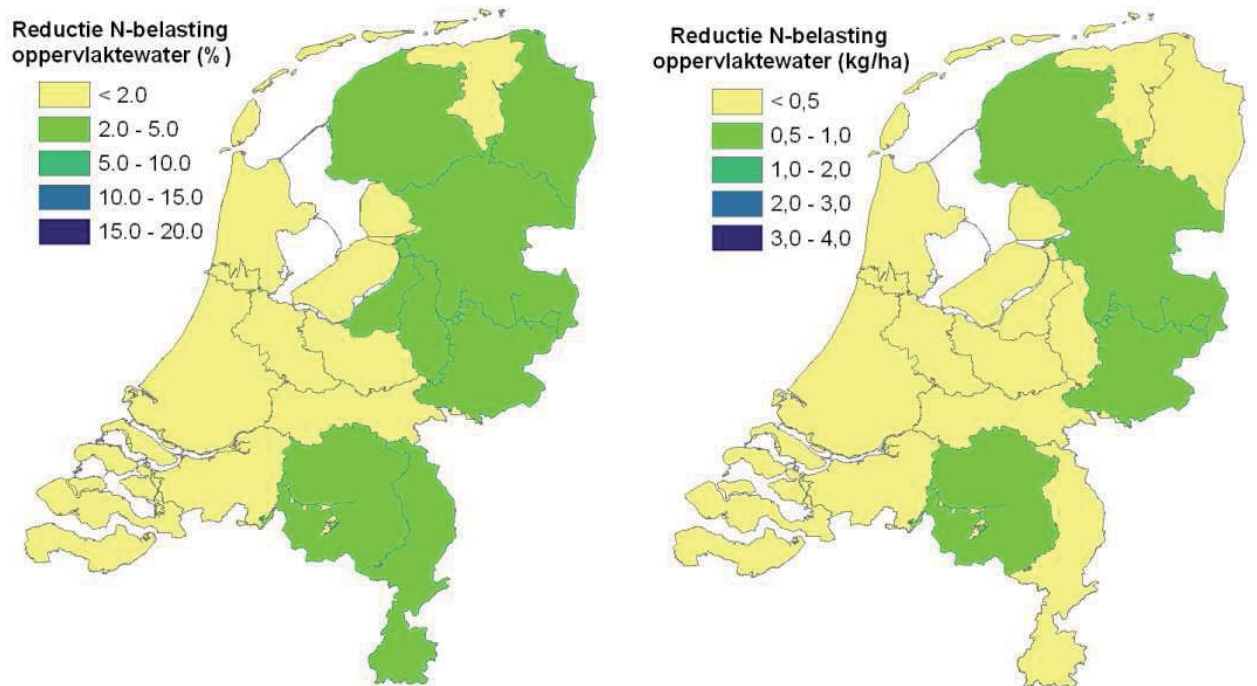 Reductie N-belasting
oppervlaktewater (%)
< 2.0
2.0 - 5.0
5.0 - 10.0
10.0 - 15.0
15.0 - 20.0
Reductie N-belasting
oppervlaktewater (kg/ha)
< 0,5
0,5 - 1,0
1,0 - 2,0
2,0 - 3,0
3,0 - 4,0